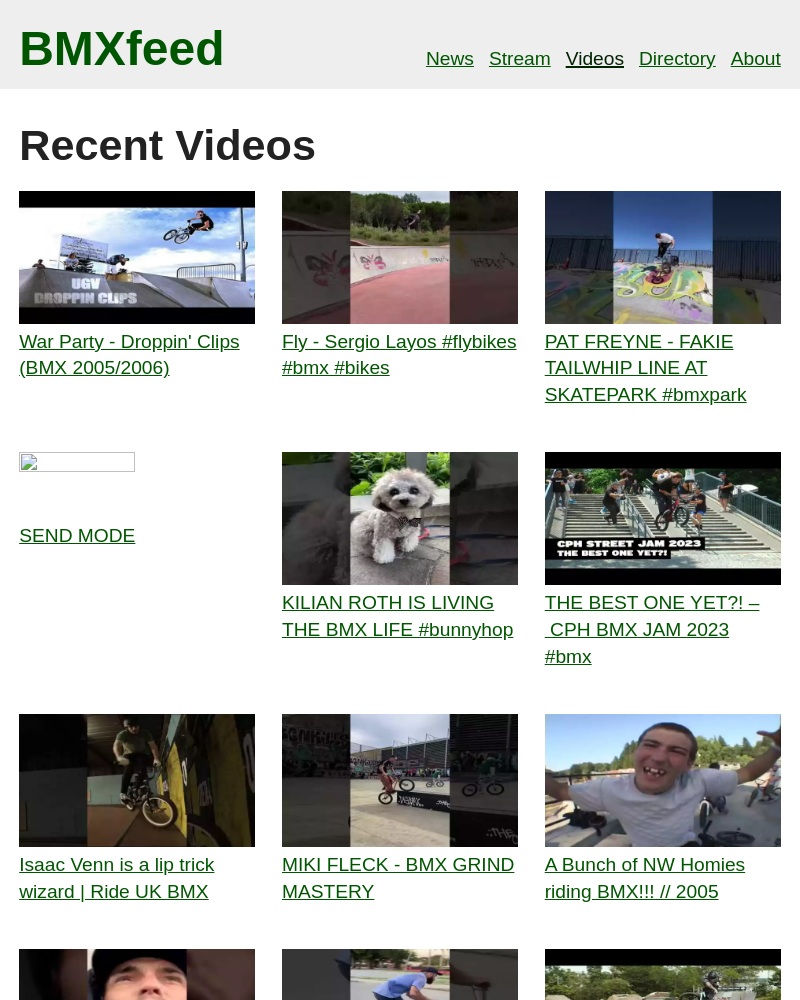 BMXfeed
News Stream Videos Directory About
Recent Videos
UGV
DROPPIN CLIPS
War Party - Droppin' Clips
(BMX 2005/2006)
Fly - Sergio Layos #flybikes
#bmx #bikes
PAT FREYNE - FAKIE
TAILWHIP LINE AT
SKATEPARK #bmxpark
SEND MODE
KILIAN ROTH IS LIVING
THE BMX LIFE #bunnyhop
CPH STREET JAM 2023
THE BEST ONE YET?!
THE BEST ONE YET?! –
CPH BMX JAM 2023
#bmx
Isaac Venn is a lip trick
wizard | Ride UK BMX
MIKI FLECK - BMX GRIND
MASTERY
A Bunch of NW Homies
riding BMX!!! // 2005